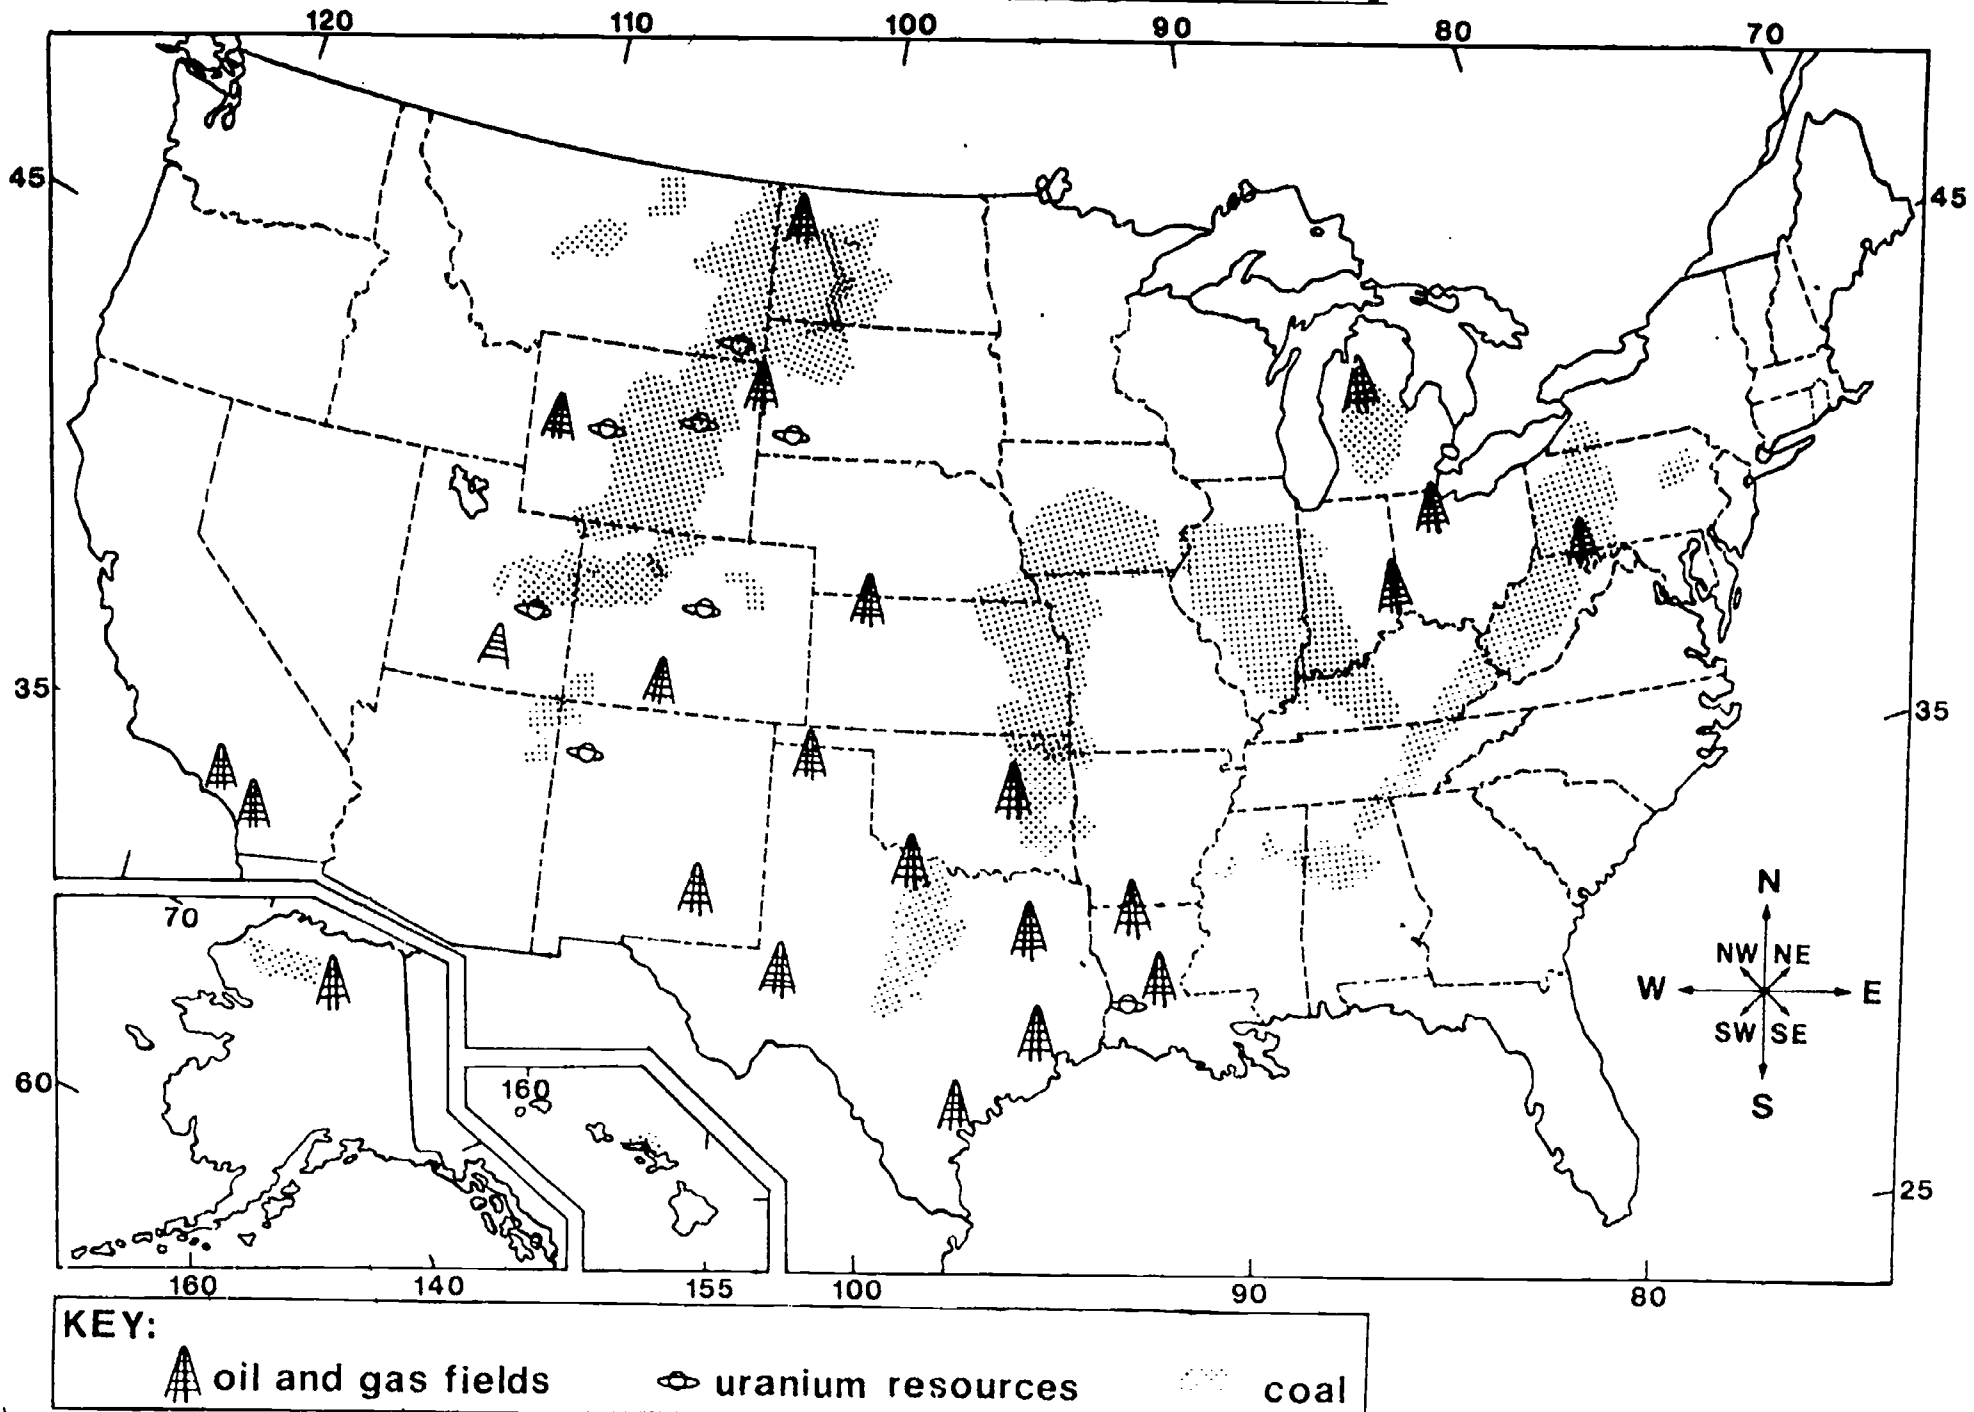 120 110 100 90 80 70
45 45
35 35
N
70
NW NE
W E
SW SE
60 160
S
25
160 140 155 100 90 80
KEY:
oil and gas fields uranium resources coal